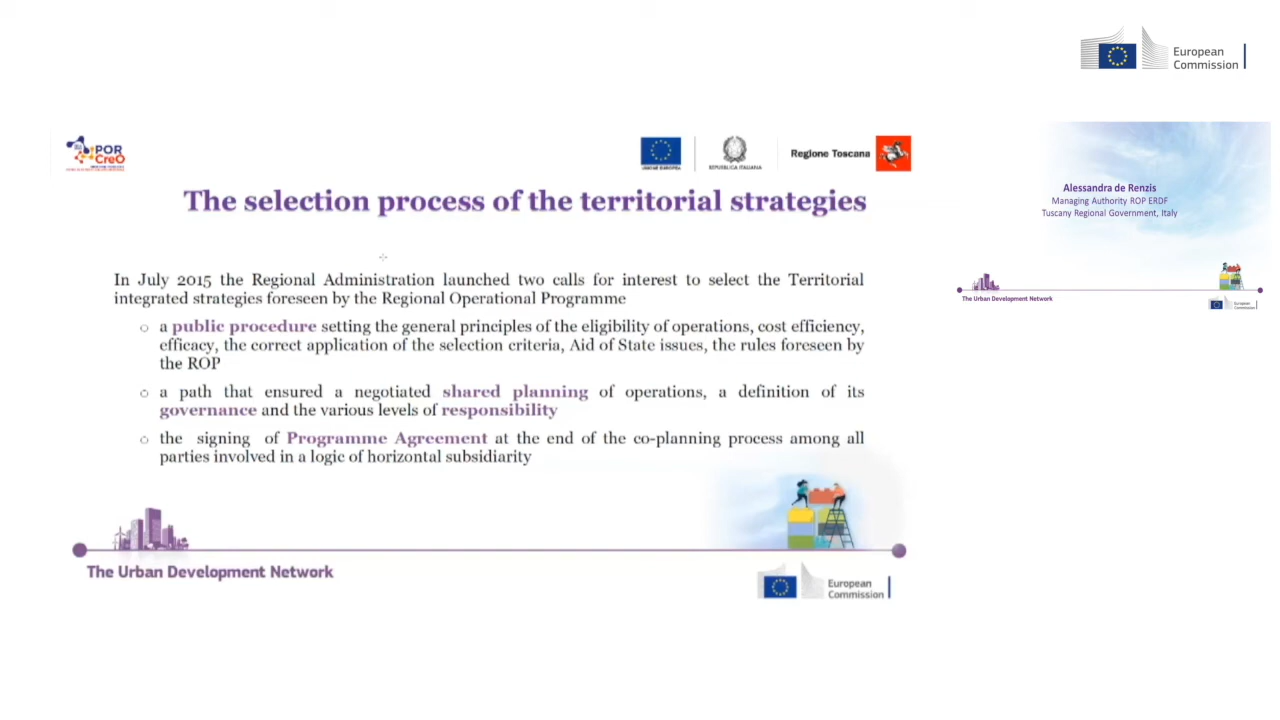 European
Commission
POR
CreO
UNIONE EUROPEA
REPUBBLICA ITALIANA
Regione Toscana
The selection process of the territorial strategies
In July 2015 the Regional Administration launched two calls for interest to select the Territorial
integrated strategies foreseen by the Regional Operational Programme
a public procedure setting the general principles of the eligibility of operations, cost efficiency,
efficacy, the correct application of the selection criteria, Aid of State issues, the rules foreseen by
the ROP
a path that ensured a negotiated shared planning of operations, a definition of its
governance and the various levels of responsibility
the signing of Programme Agreement at the end of the co-planning process among all
parties involved in a logic of horizontal subsidiarity
The Urban Development Network
European
Commission
Alessandra de Renzis
Managing Authority ROP ERDF
Tuscany Regional Government, Italy
The Urban Development Network
European
Commission